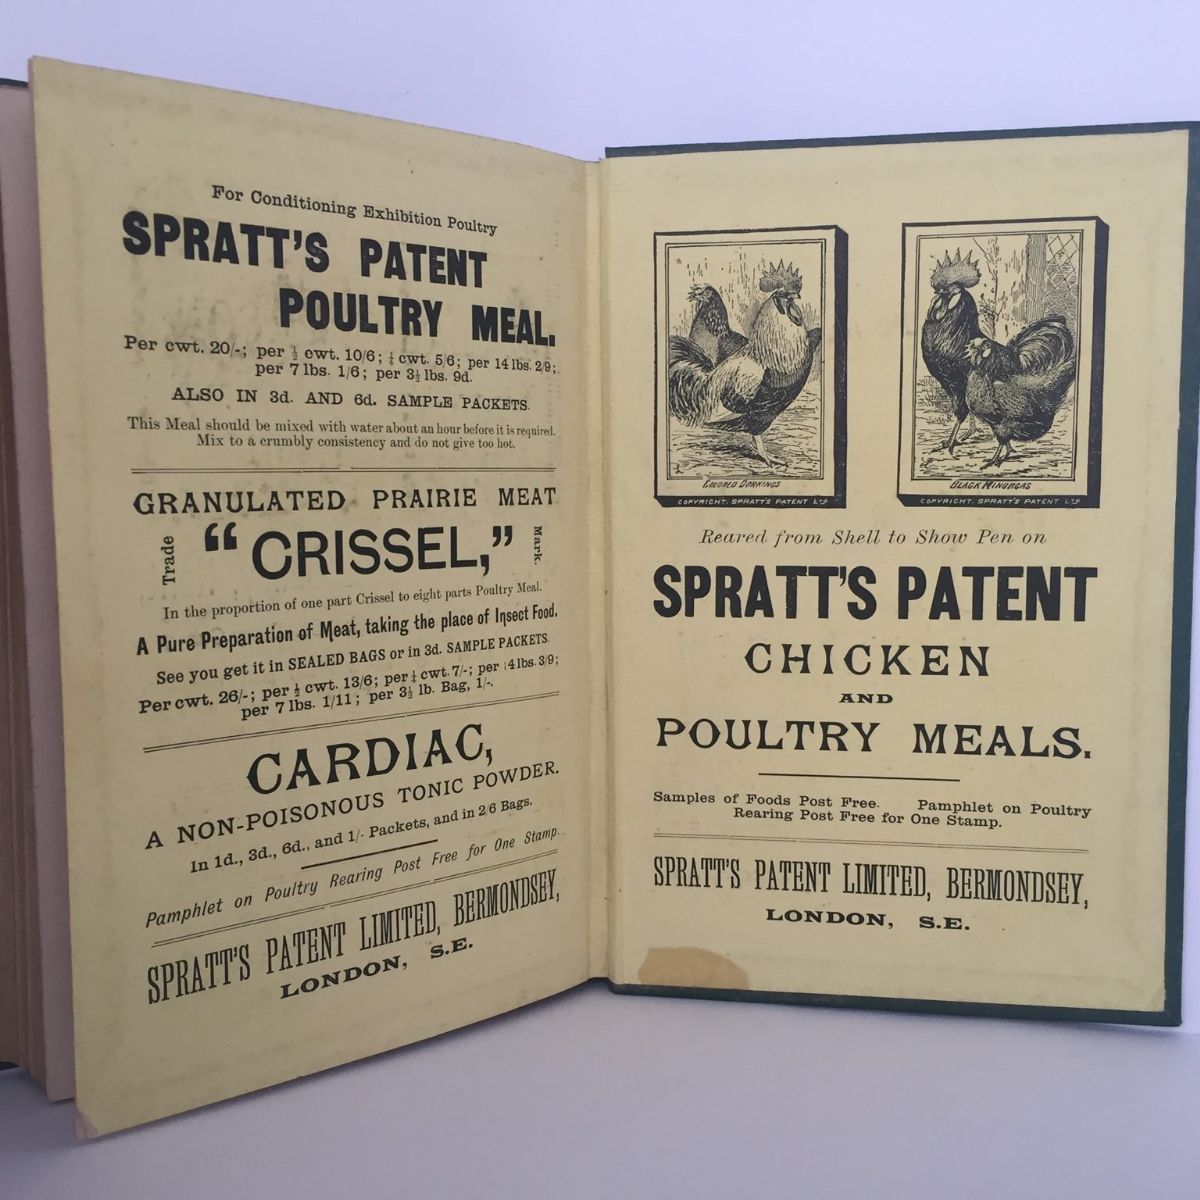 For Conditioning Exhibition Poultry
SPRATT'S PATENT
POULTRY MEAL.
Per cwt. 20/-; per ½ cwt. 10/6; ¼ cwt. 5/6; per 14 lbs. 2/9;
per 7 lbs. 1/6; per 3½ lbs. 9d.
ALSO IN 3d. AND 6d. SAMPLE PACKETS.
This Meal should be mixed with water about an hour before it is required.
Mix to a crumbly consistency and do not give too hot.
GRANULATED PRAIRIE MEAT
Trade "CRISSEL," Mark.
In the proportion of one part Crissel to eight parts Poultry Meal.
A Pure Preparation of Meat, taking the place of Insect Food.
See you get it in SEALED BAGS or in 3d. SAMPLE PACKETS.
Per cwt. 26/-; per ½ cwt. 13/6; per ¼ cwt. 7/-; per 14 lbs. 3/9;
per 7 lbs. 1/11; per 3½ lb. Bag, 1/-.
CARDIAC,
A NON-POISONOUS TONIC POWDER.
In 1d., 3d., 6d., and 1/- Packets, and in 2/6 Bags.
Pamphlet on Poultry Rearing Post Free for One Stamp.
SPRATT'S PATENT LIMITED, BERMONDSEY,
LONDON, S.E.
COLORED DORKINGS
COPYRIGHT. SPRATT'S PATENT LTD
BLACK MINORCAS
COPYRIGHT. SPRATT'S PATENT LTD
Reared from Shell to Show Pen on
SPRATT'S PATENT
CHICKEN
AND
POULTRY MEALS.
Samples of Foods Post Free. Pamphlet on Poultry
Rearing Post Free for One Stamp.
SPRATT'S PATENT LIMITED, BERMONDSEY,
LONDON, S.E.